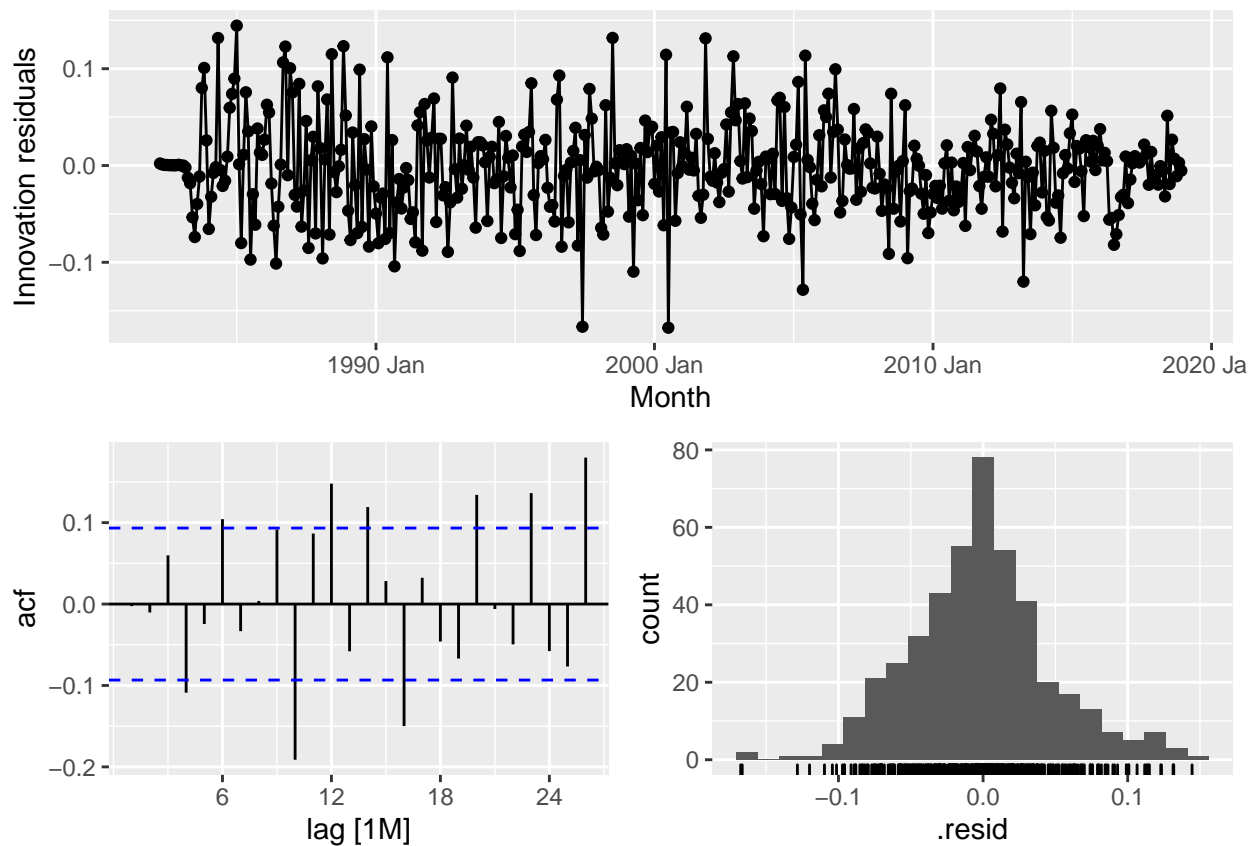 Innovation residuals
0.1
0.0
−0.1
1990 Jan
2000 Jan
2010 Jan
2020 Ja
Month
acf
0.1
0.0
−0.1
−0.2
6
12
18
24
lag [1M]
count
80
60
40
20
0
−0.1
0.0
0.1
.resid